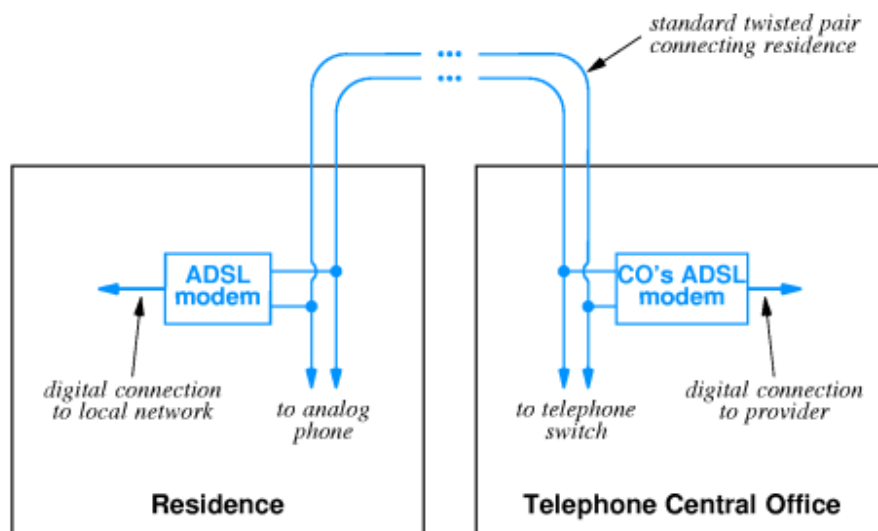 standard twisted pair
connecting residence
ADSL
modem
CO's ADSL
modem
digital connection
to local network
to analog
phone
to telephone
switch
digital connection
to provider
Residence
Telephone Central Office